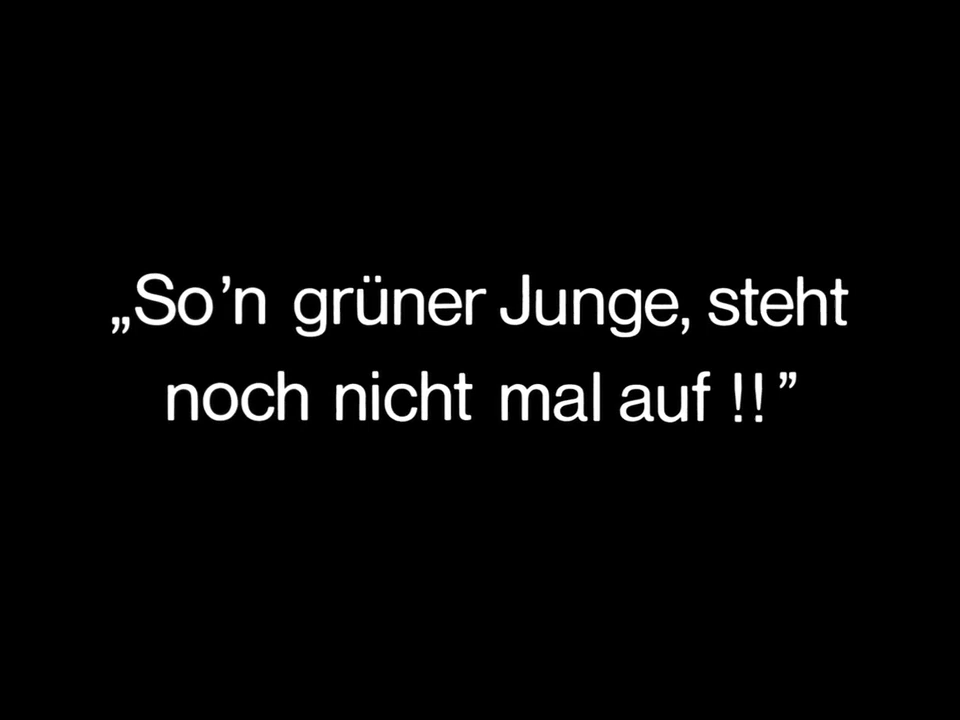 „So’n grüner Junge, steht
noch nicht mal auf !!”